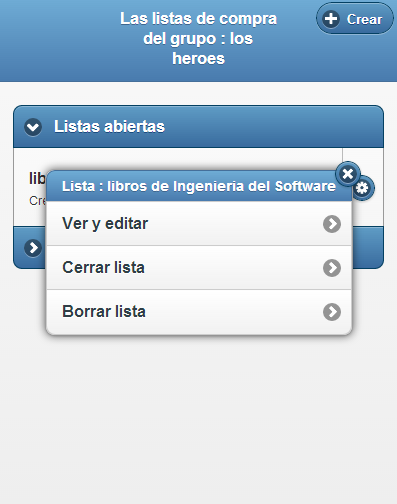 Las listas de compra
del grupo : los
heroes
Crear
Listas abiertas
Lista : libros de Ingenieria del Software
Ver y editar
Cerrar lista
Borrar lista